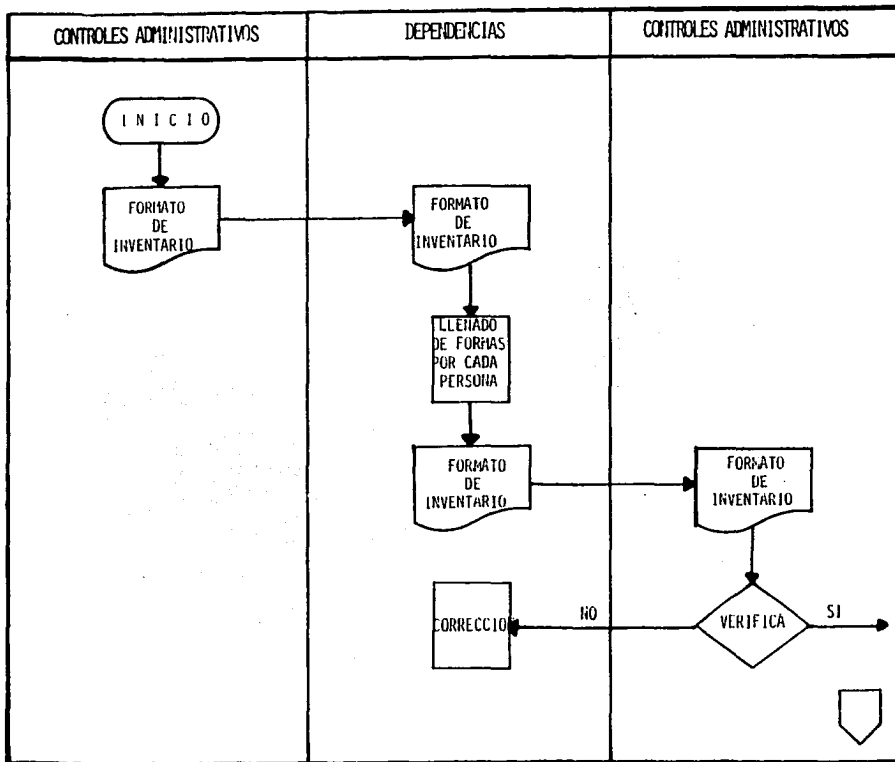 CONTROLES ADMINISTRATIVOS
DEPENDENCIAS
CONTROLES ADMINISTRATIVOS
INICIO
FORMATO
DE
INVENTARIO
FORMATO
DE
INVENTARIO
LLENADO
DE FORMAS
POR CADA
PERSONA
FORMATO
DE
INVENTARIO
FORMATO
DE
INVENTARIO
CORRECCIO
NO
VERIFICA
SI